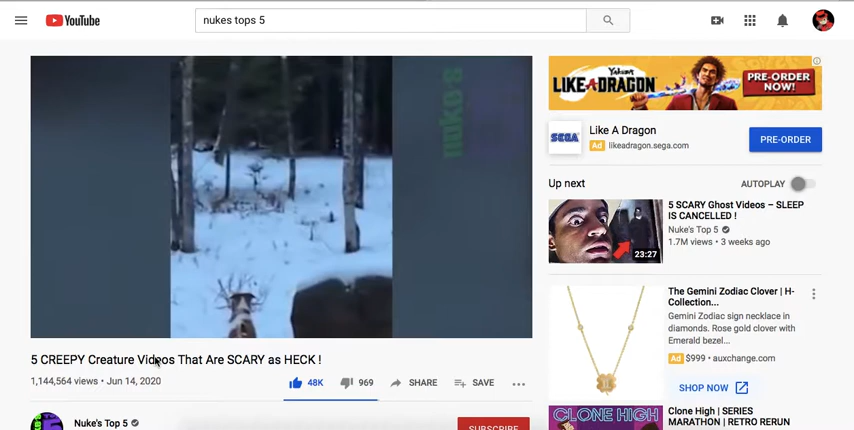 YouTube
nukes tops 5
nuko-8
5 CREEPY Creature Videos That Are SCARY as HECK !
1,144,564 views • Jun 14, 2020
48K
969
SHARE
SAVE
Nuke's Top 5
SUBSCRIBE
Yakuza
LIKE A DRAGON
PRE-ORDER
NOW!
SEGA
Like A Dragon
Ad likeadragon.sega.com
PRE-ORDER
Up next
AUTOPLAY
23:27
5 SCARY Ghost Videos – SLEEP
IS CANCELLED !
Nuke's Top 5
1.7M views • 3 weeks ago
The Gemini Zodiac Clover | H-
Collection...
Gemini Zodiac sign necklace in
diamonds. Rose gold clover with
Emerald bezel...
Ad $999 • auxchange.com
SHOP NOW
CLONE HIGH
Clone High | SERIES
MARATHON | RETRO RERUN